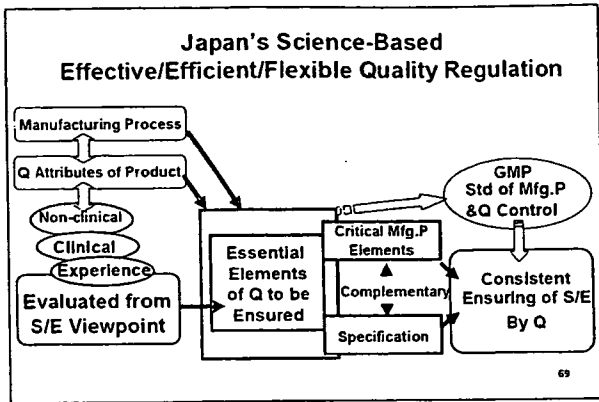 Japan's Science-Based
Effective/Efficient/Flexible Quality Regulation
Manufacturing Process
Q Attributes of Product
Non-clinical
Clinical
Experience
Evaluated from
S/E Viewpoint
Essential
Elements
of Q to be
Ensured
Critical Mfg.P
Elements
Complementary
Specification
GMP
Std of Mfg.P
&Q Control
Consistent
Ensuring of S/E
By Q
69